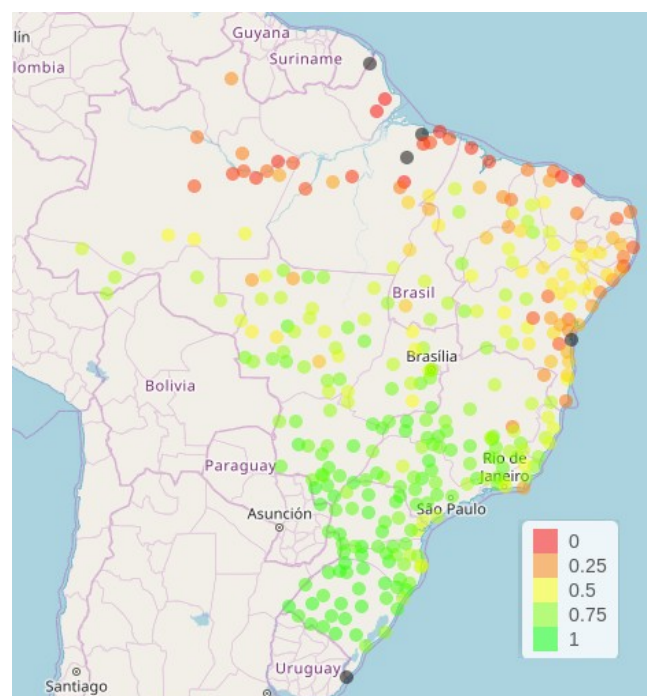 Guyana
lín
Suriname
lombia
Brasil
Brasília
Bolivia
Rio de
Janeiro
Paraguay
São Paulo
Asunción
0
0.25
0.5
0.75
1
Uruguay
Santiago